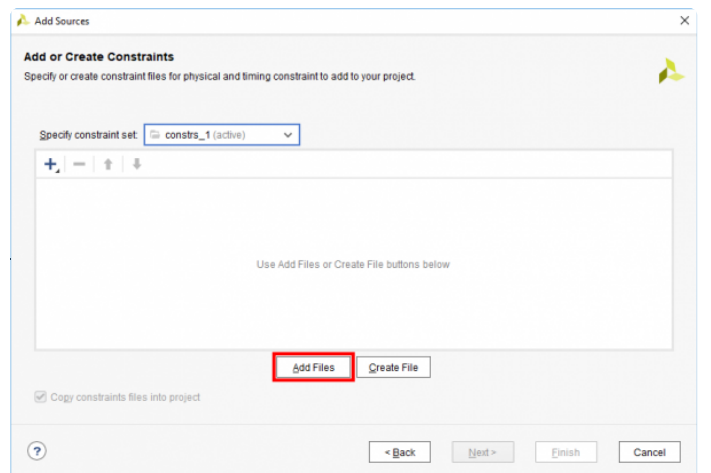 Add Sources
Add or Create Constraints
Specify or create constraint files for physical and timing constraint to add to your project.
Specify constraint set: constrs_1 (active)
Use Add Files or Create File buttons below
Add Files Create File
Copy constraints files into project
? < Back Next > Finish Cancel